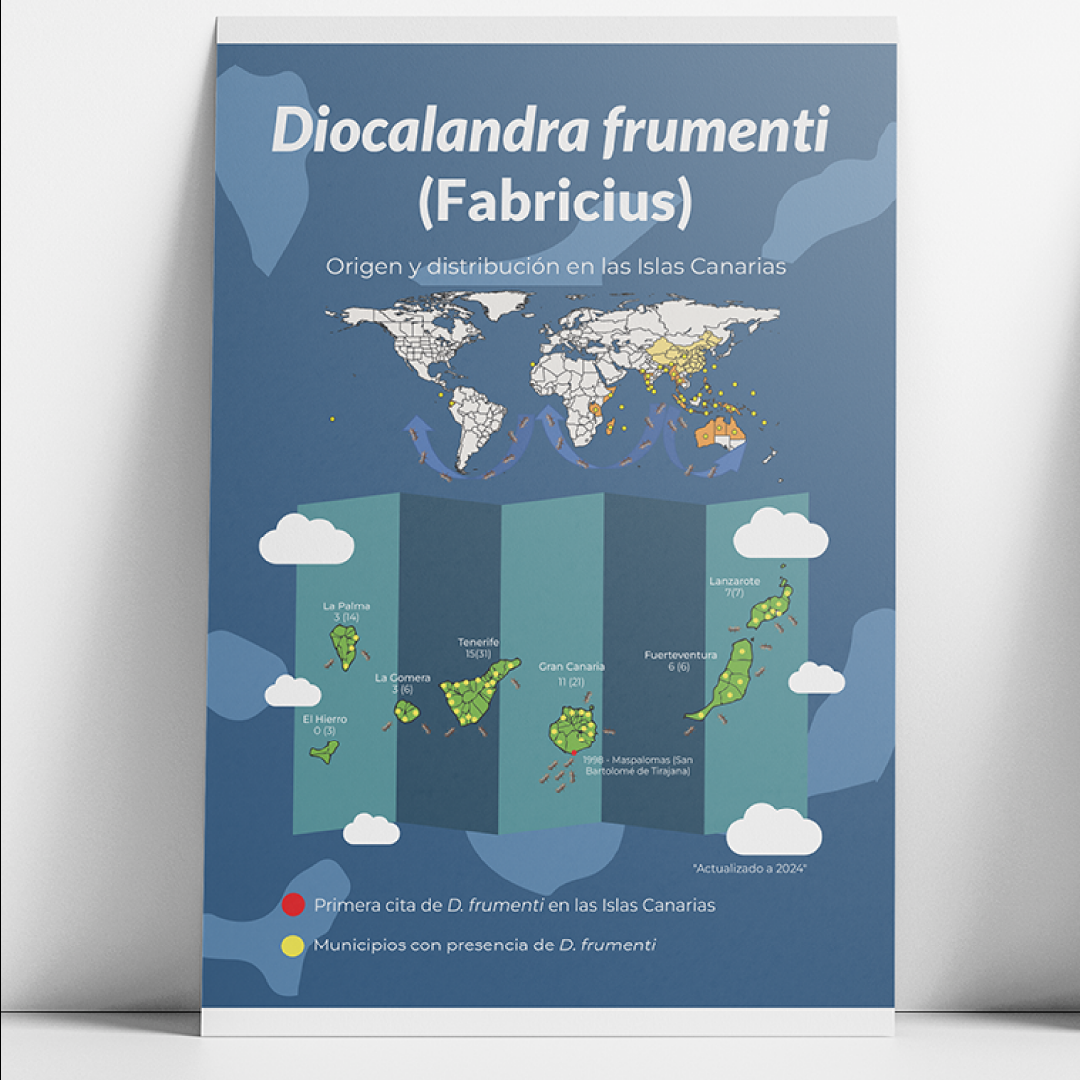 Diocalandra frumenti
(Fabricius)
Origen y distribución en las Islas Canarias
Lanzarote
7(7)
La Palma
3 (14)
Tenerife
15(31)
Fuerteventura
6 (6)
Gran Canaria
11 (21)
La Gomera
3 (6)
El Hierro
0 (3)
1998 - Maspalomas (San
Bartolomé de Tirajana)
"Actualizado a 2024"
Primera cita de D. frumenti en las Islas Canarias
Municipios con presencia de D. frumenti